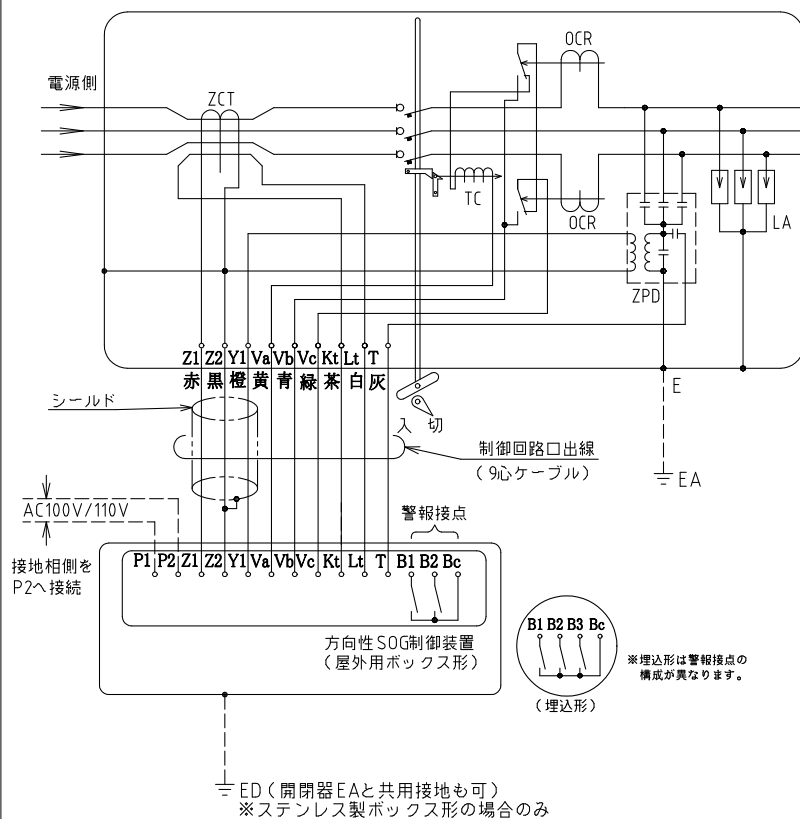 OCR
電源側
ZCT
TC
OCR
LA
ZPD
Z1 Z2 Y1 Va Vb Vc Kt Lt T
赤 黒 橙 黄 青 緑 茶 白 灰
E
シールド
入 切
制御回路口出線
(9心ケーブル)
EA
AC100V/110V
警報接点
接地相側を
P2へ接続
P1 P2 Z1 Z2 Y1 Va Vb Vc Kt Lt T B1 B2 Bc
方向性SOG制御装置
(屋外用ボックス形)
B1 B2 B3 Bc
(埋込形)
※埋込形は警報接点の
構成が異なります。
ED(開閉器EAと共用接地も可)
※ステンレス製ボックス形の場合のみ